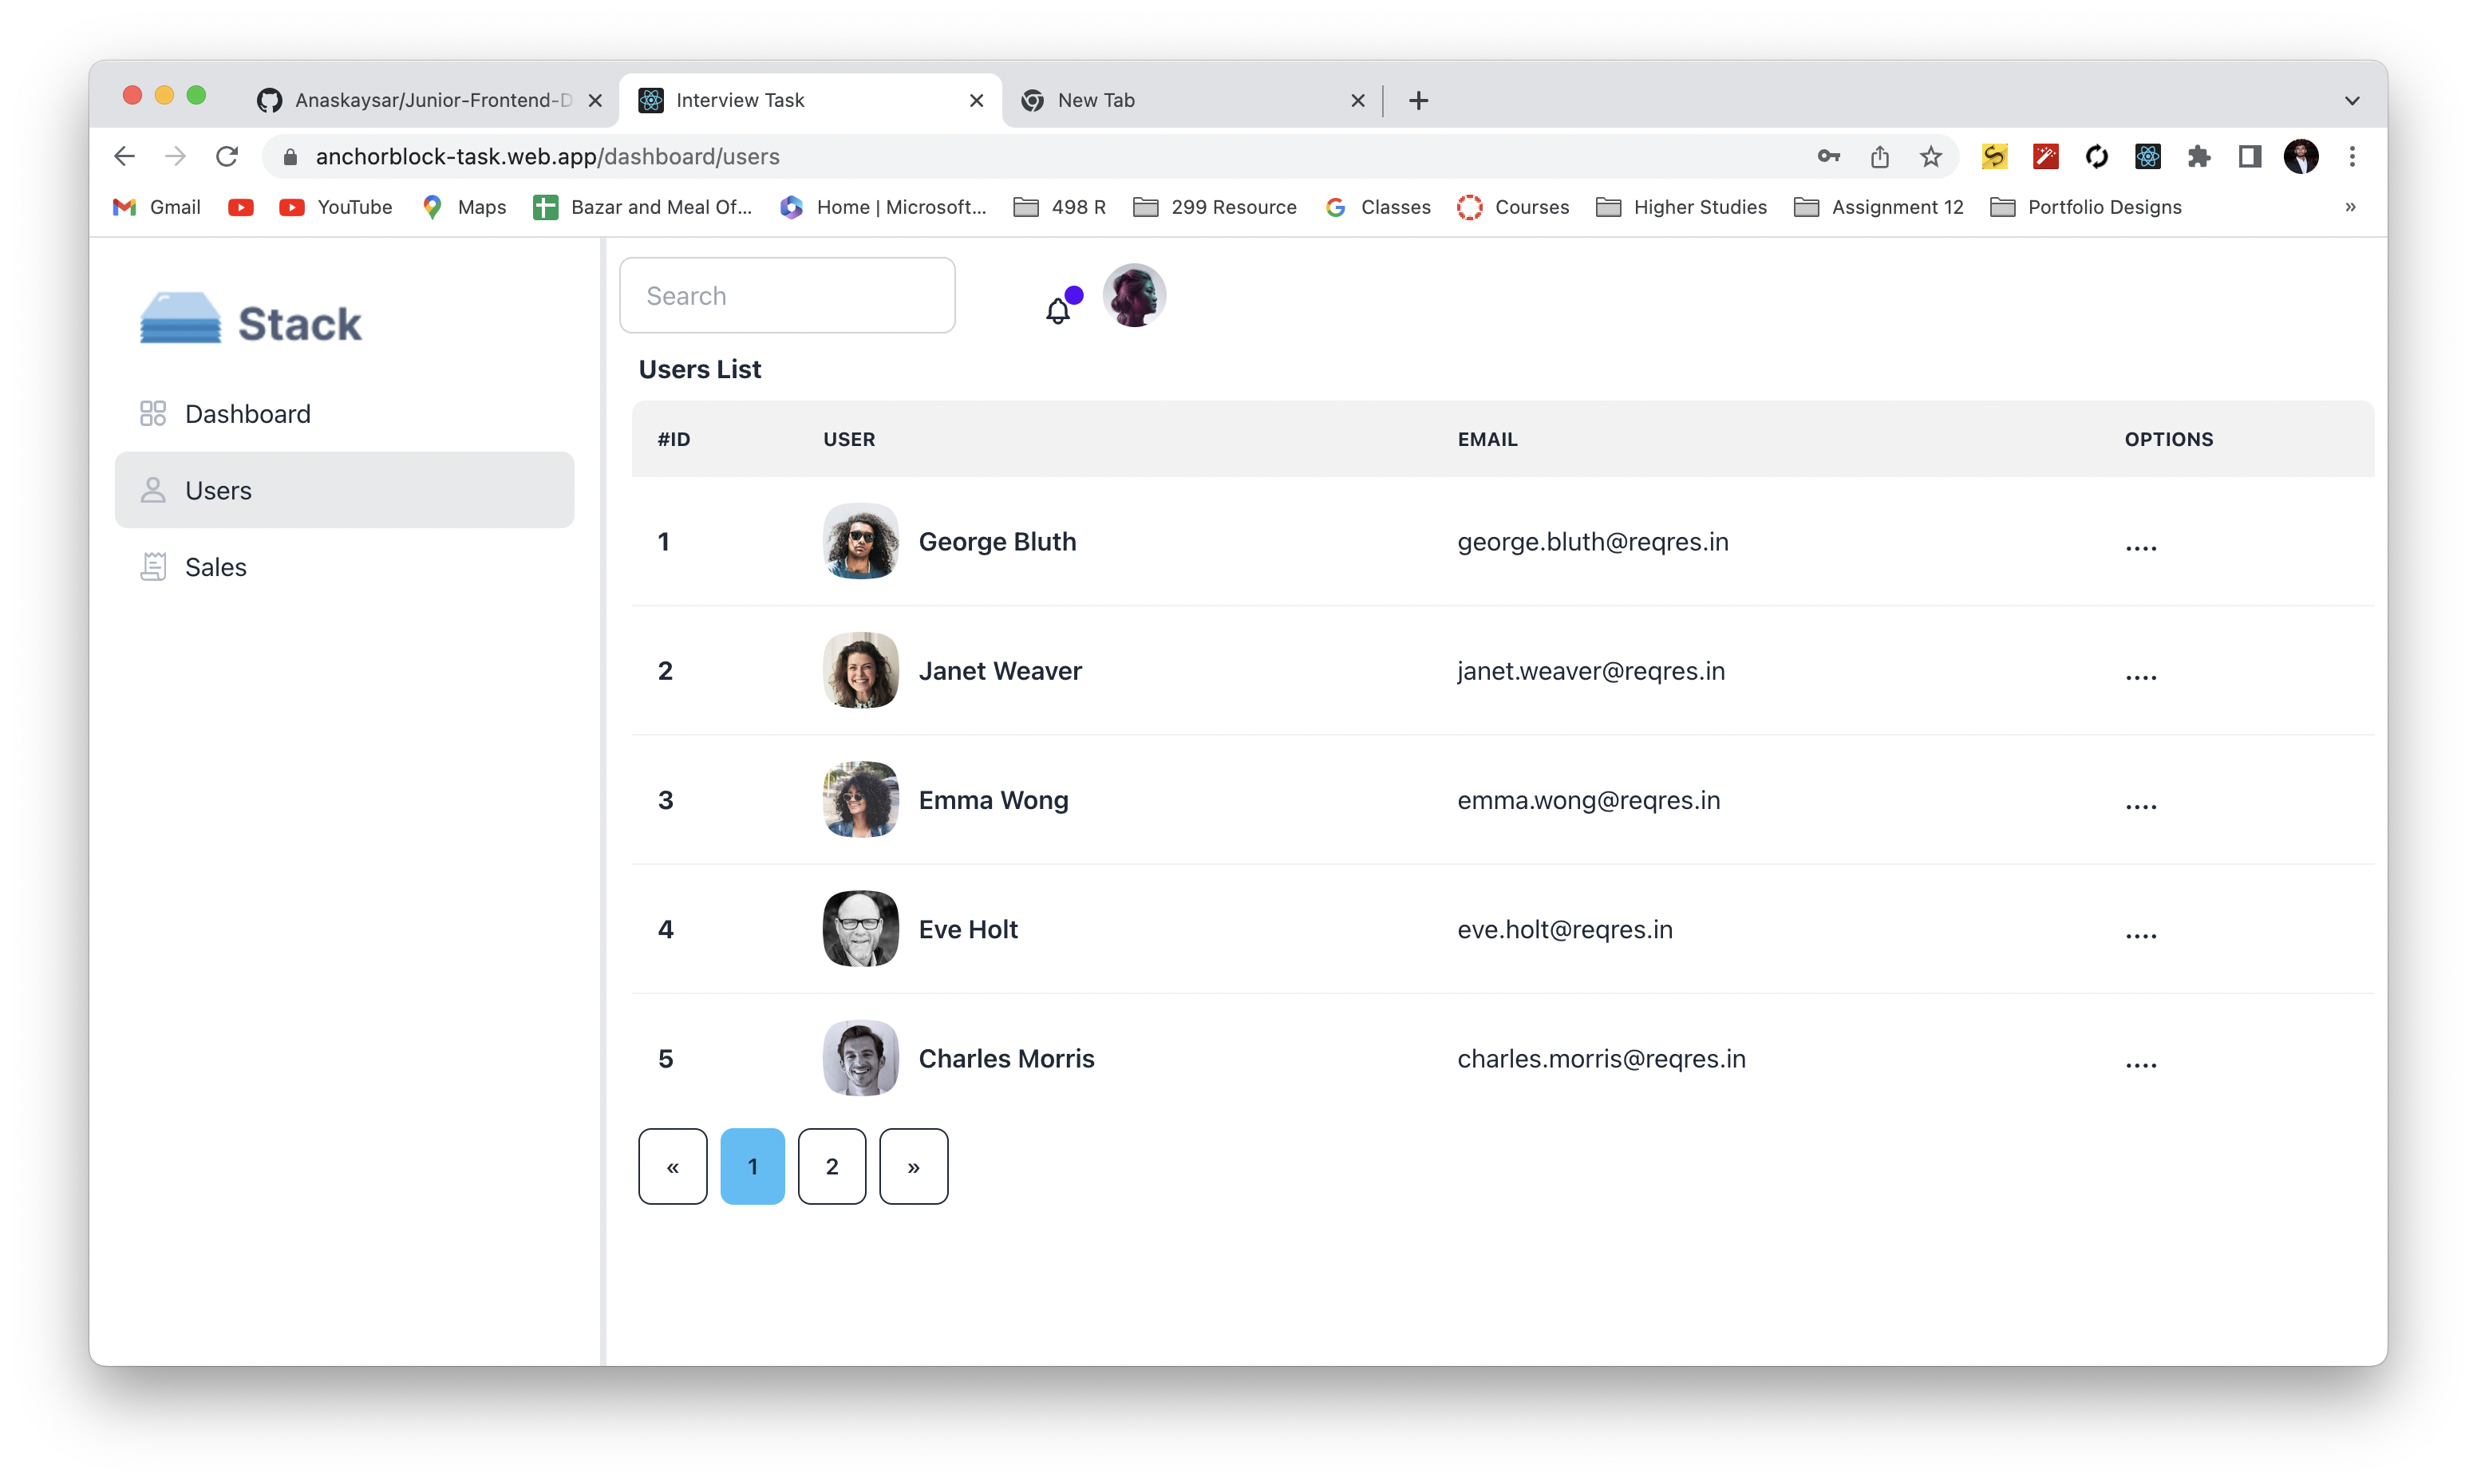 Anaskaysar/Junior-Frontend-D
Interview Task
New Tab
anchorblock-task.web.app/dashboard/users
Gmail
YouTube
Maps
Bazar and Meal Of...
Home | Microsoft...
498 R
299 Resource
Classes
Courses
Higher Studies
Assignment 12
Portfolio Designs
»
Stack
Dashboard
Users
Sales
Search
Users List
#ID USER EMAIL OPTIONS
1 George Bluth george.bluth@reqres.in ....
2 Janet Weaver janet.weaver@reqres.in ....
3 Emma Wong emma.wong@reqres.in ....
4 Eve Holt eve.holt@reqres.in ....
5 Charles Morris charles.morris@reqres.in ....
« 1 2 »